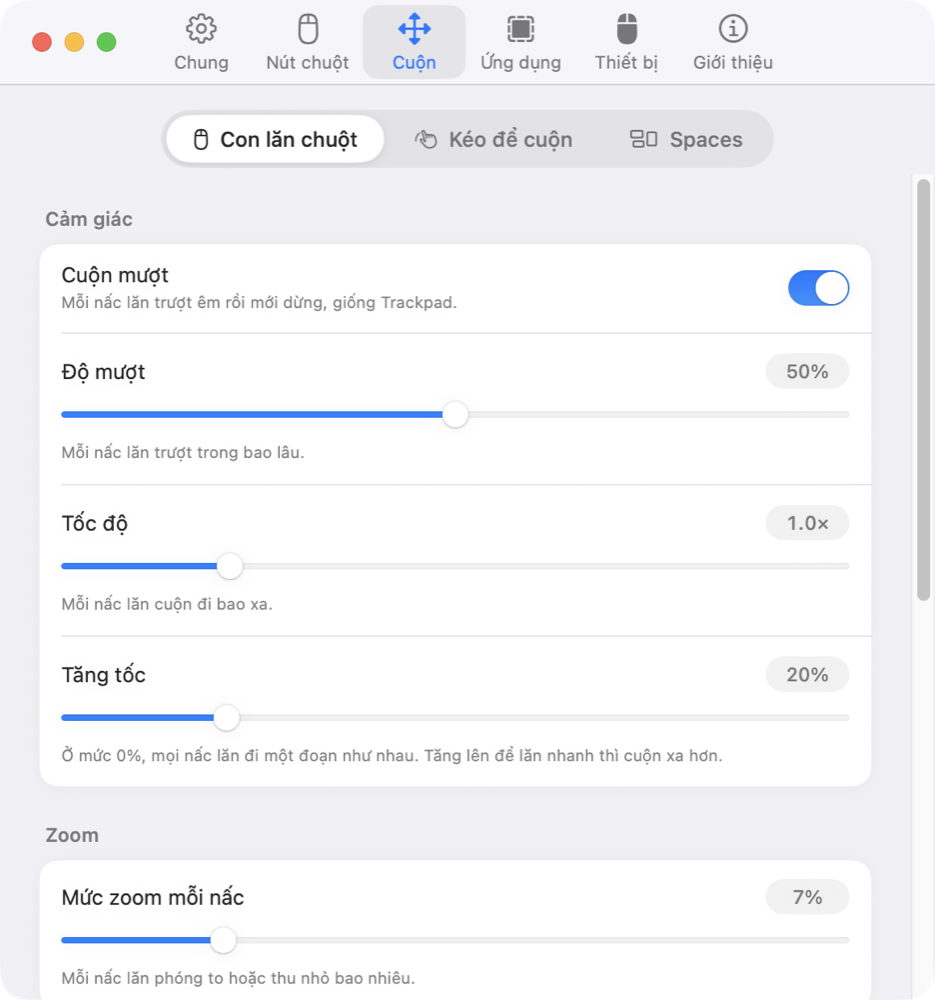 Chung
Nút chuột
Cuộn
Ứng dụng
Thiết bị
Giới thiệu
Con lăn chuột
Kéo để cuộn
Spaces
Cảm giác
Cuộn mượt
Mỗi nấc lăn trượt êm rồi mới dừng, giống Trackpad.
Độ mượt
50%
Mỗi nấc lăn trượt trong bao lâu.
Tốc độ
1.0×
Mỗi nấc lăn cuộn đi bao xa.
Tăng tốc
20%
Ở mức 0%, mọi nấc lăn đi một đoạn như nhau. Tăng lên để lăn nhanh thì cuộn xa hơn.
Zoom
Mức zoom mỗi nấc
7%
Mỗi nấc lăn phóng to hoặc thu nhỏ bao nhiêu.